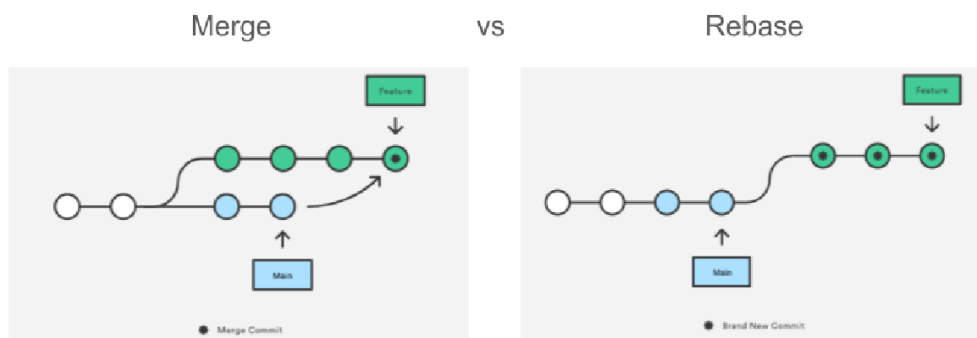 Merge
vs
Rebase
Feature
Main
Merge Commit
Feature
Main
Brand New Commit